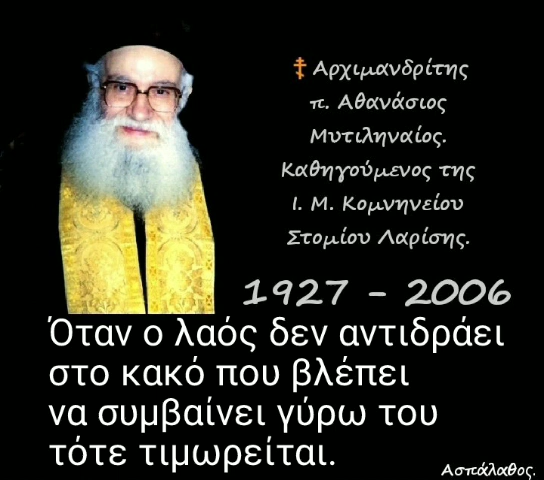 ‡ Αρχιμανδρίτης
π. Αθανάσιος
Μυτιληναίος.
Καθηγούμενος της
Ι. Μ. Κομνηνείου
Στομίου Λαρίσης.
1927 - 2006
Όταν ο λαός δεν αντιδράει
στο κακό που βλέπει
να συμβαίνει γύρω του
τότε τιμωρείται.
Ασπάλαθος.